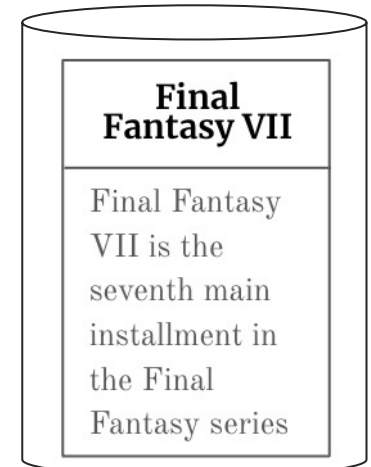 Final
Fantasy VII
Final Fantasy
VII is the
seventh main
installment in
the Final
Fantasy series